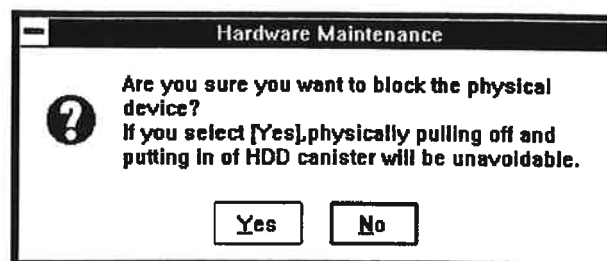 Hardware Maintenance
Are you sure you want to block the physical
device?
If you select [Yes],physically pulling off and
putting in of HDD canister will be unavoidable.
Yes
No